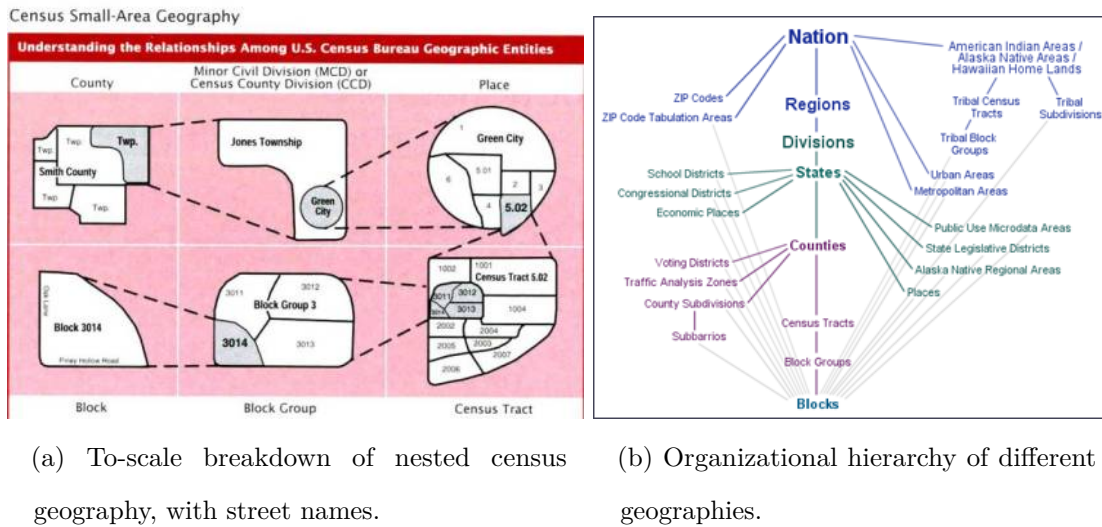 Census Small-Area Geography
Understanding the Relationships Among U.S. Census Bureau Geographic Entities
County
Minor Civil Division (MCD) or
Census County Division (CCD)
Place
Twp.
Twp.
Twp.
Smith County
Twp.
Twp.
Jones Township
Green
City
1
Green City
5.01
6
2
3
4
5.02
Oak Lane
Block 3014
Piney Hollow Road
3011
3012
Block Group 3
3014
3013
1002
1001
Census Tract 5.02
3011
3012
3013
1004
2002
2004
2005
2003
2007
2006
Block
Block Group
Census Tract
Nation
American Indian Areas /
Alaska Native Areas /
Hawaiian Home Lands
ZIP Codes
ZIP Code Tabulation Areas
Regions
Tribal Census
Tracts
Tribal
Subdivisions
Tribal Block
Groups
Divisions
School Districts
States
Urban Areas
Congressional Districts
Metropolitan Areas
Economic Places
Public Use Microdata Areas
Counties
State Legislative Districts
Voting Districts
Alaska Native Regional Areas
Traffic Analysis Zones
Places
County Subdivisions
Census Tracts
Subbarrios
Block Groups
Blocks
(a) To-scale breakdown of nested census
geography, with street names.
(b) Organizational hierarchy of different
geographies.